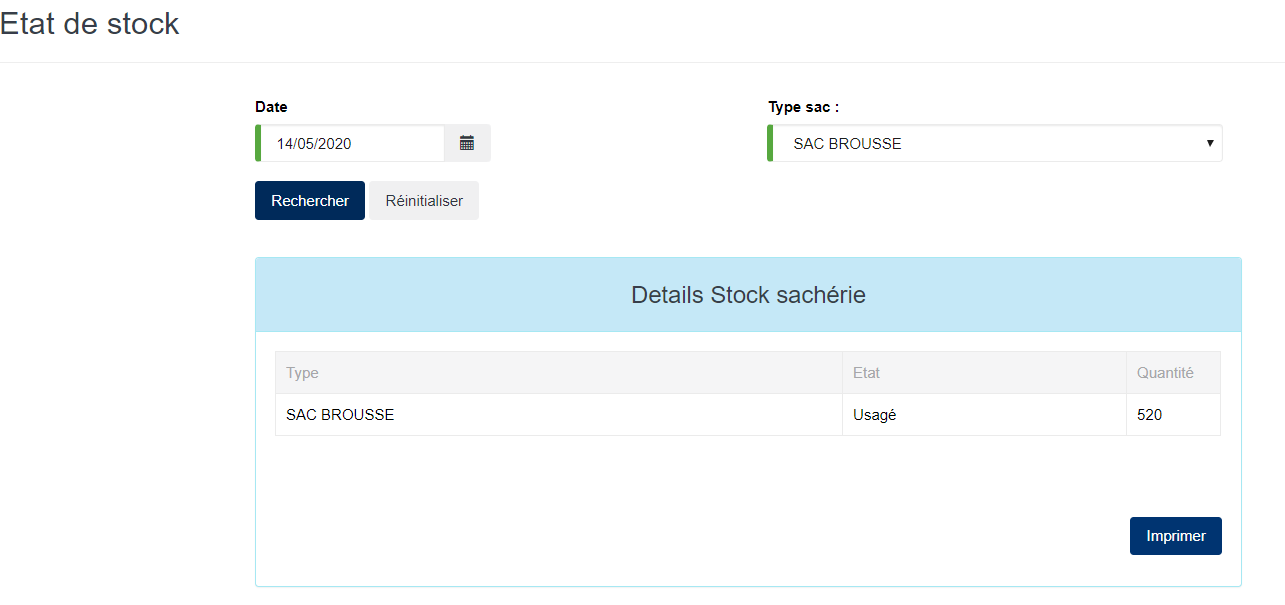 Etat de stock
Date
Type sac :
14/05/2020
SAC BROUSSE
Rechercher
Réinitialiser
Details Stock sachérie
Type Etat Quantité
SAC BROUSSE Usagé 520
Imprimer